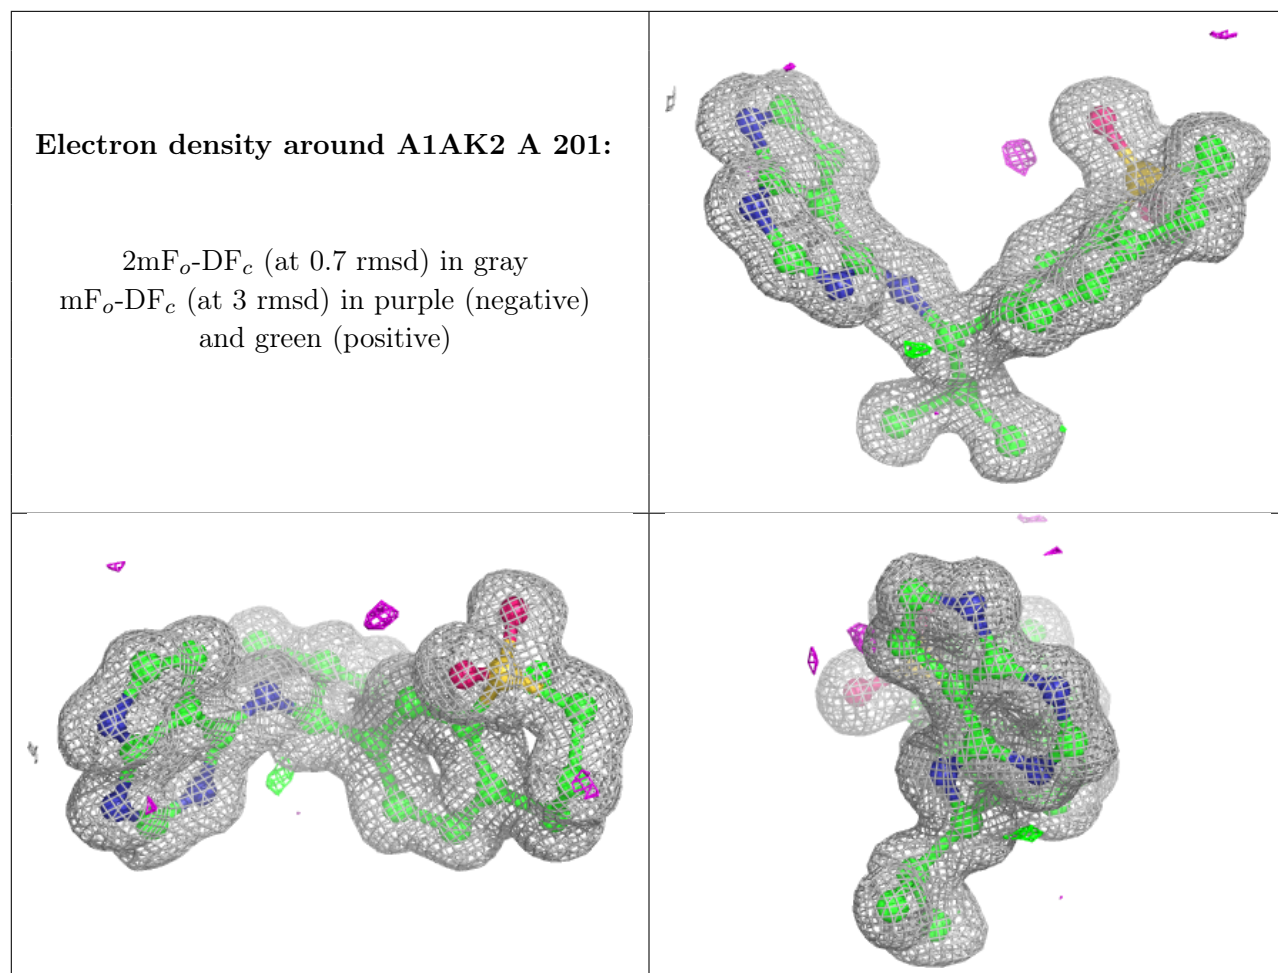 Electron density around A1AK2 A 201:
2mFo-DFc (at 0.7 rmsd) in gray
mFo-DFc (at 3 rmsd) in purple (negative)
and green (positive)